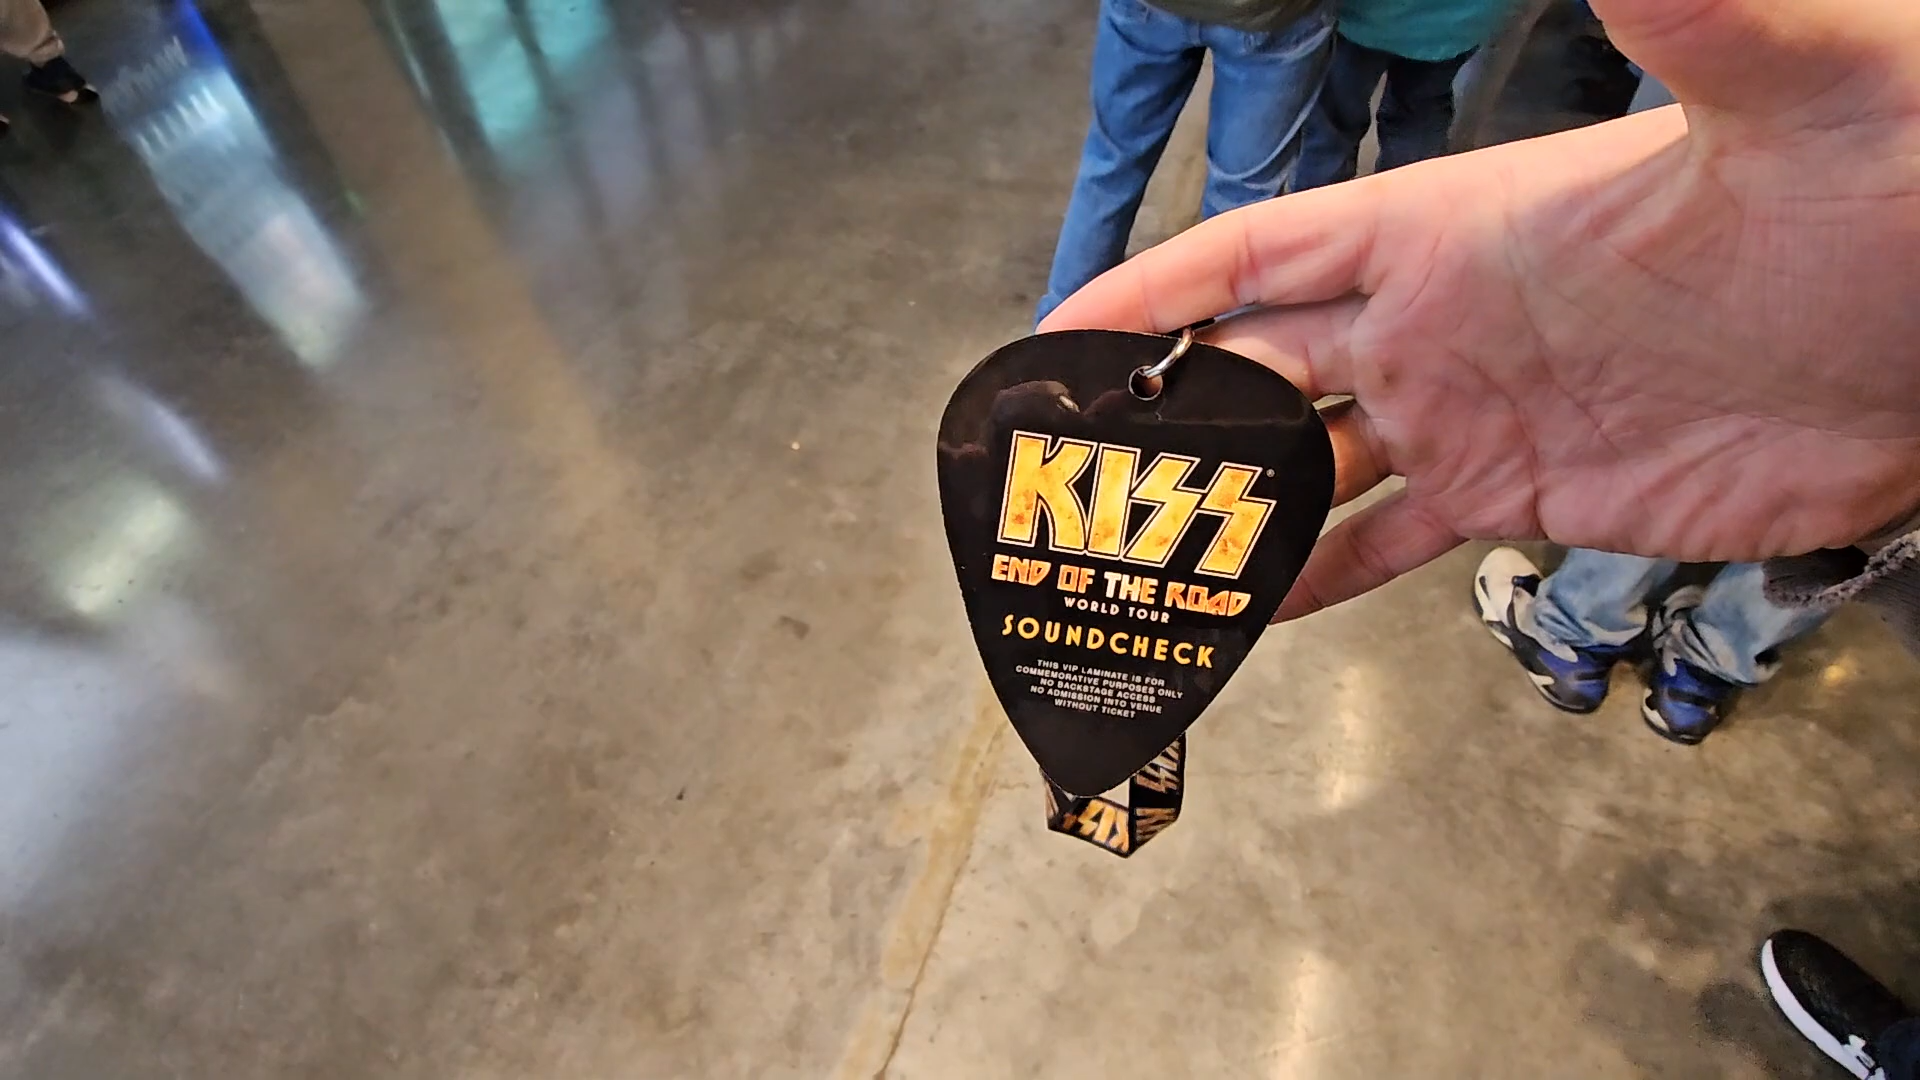 KISS®
END OF THE ROAD
WORLD TOUR
SOUNDCHECK
THIS VIP LAMINATE IS FOR
COMMEMORATIVE PURPOSES ONLY
NO BACKSTAGE ACCESS
NO ADMISSION INTO VENUE
WITHOUT TICKET
KISS